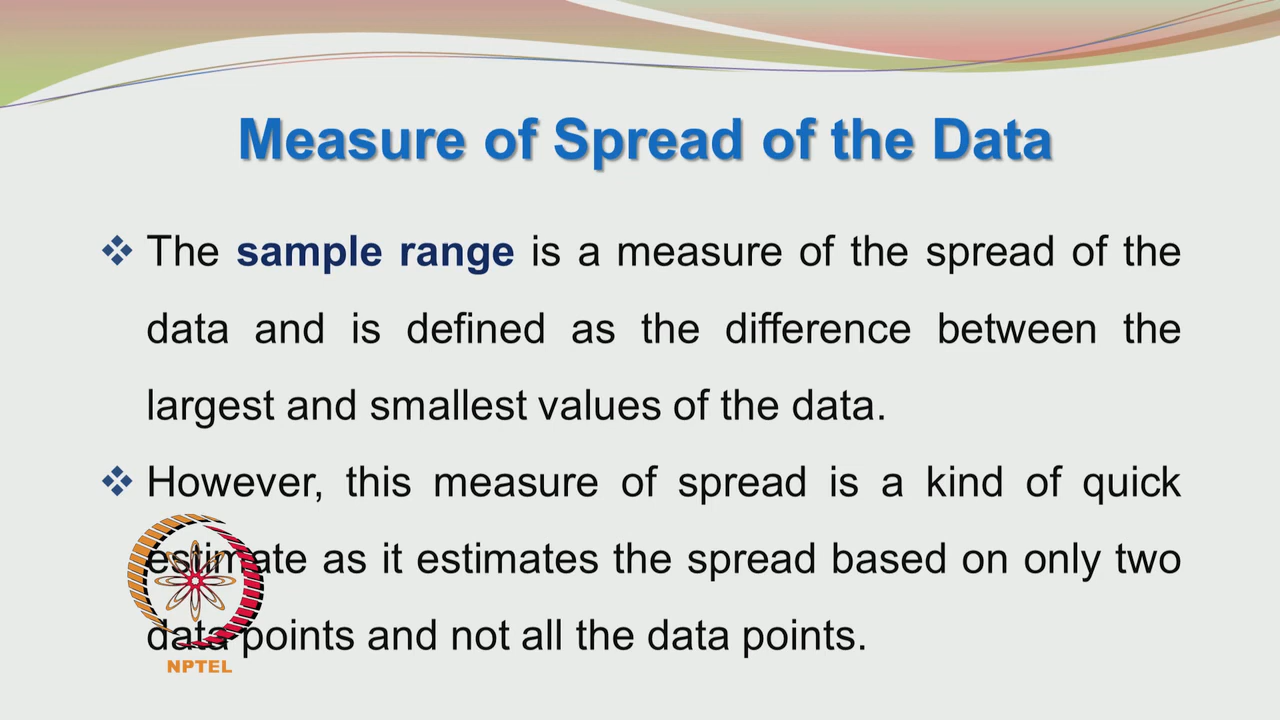 Measure of Spread of the Data
❖ The sample range is a measure of the spread of the
data and is defined as the difference between the
largest and smallest values of the data.
❖ However, this measure of spread is a kind of quick
estimate as it estimates the spread based on only two
data points and not all the data points.
NPTEL